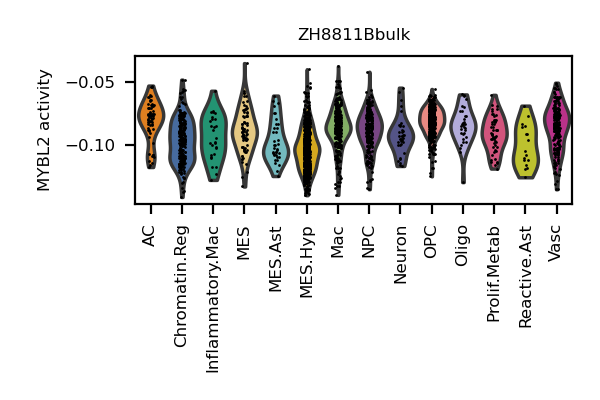 ZH8811Bbulk
MYBL2 activity
−0.05
−0.10
AC
Chromatin.Reg
Inflammatory.Mac
MES
MES.Ast
MES.Hyp
Mac
NPC
Neuron
OPC
Oligo
Prolif.Metab
Reactive.Ast
Vasc